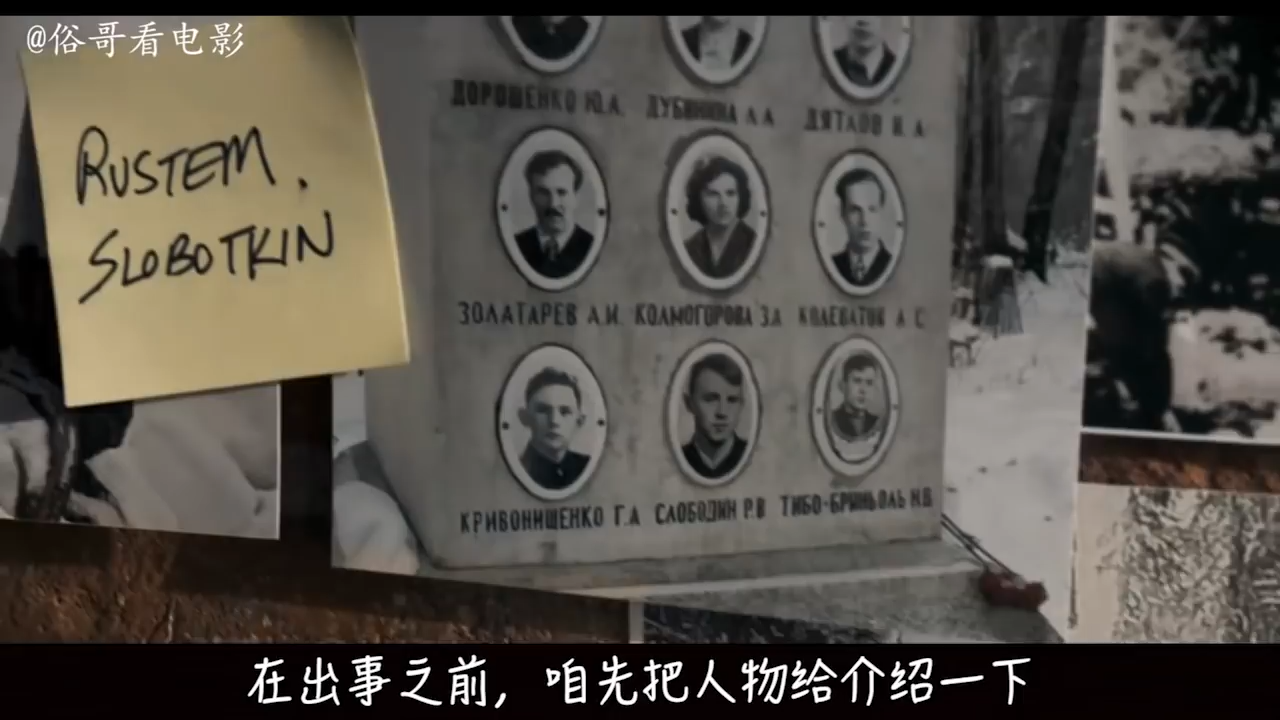 @俗哥看电影
RUSTEM.
SLOBOTKIN
ДОРОШЕНКО Ю.А. ДУБИНИНА Л А ДЯТЛОВ И.А
ЗОЛАТАРЕВ А.И. КОЛМОГОРОВА З.А КОЛЕВАТОВ А С
КРИВОНИЩЕНКО Г.А СЛОБОДИН Р.В ТИБО-БРИНЬОЛЬ Н.В
在出事之前，咱先把人物给介绍一下